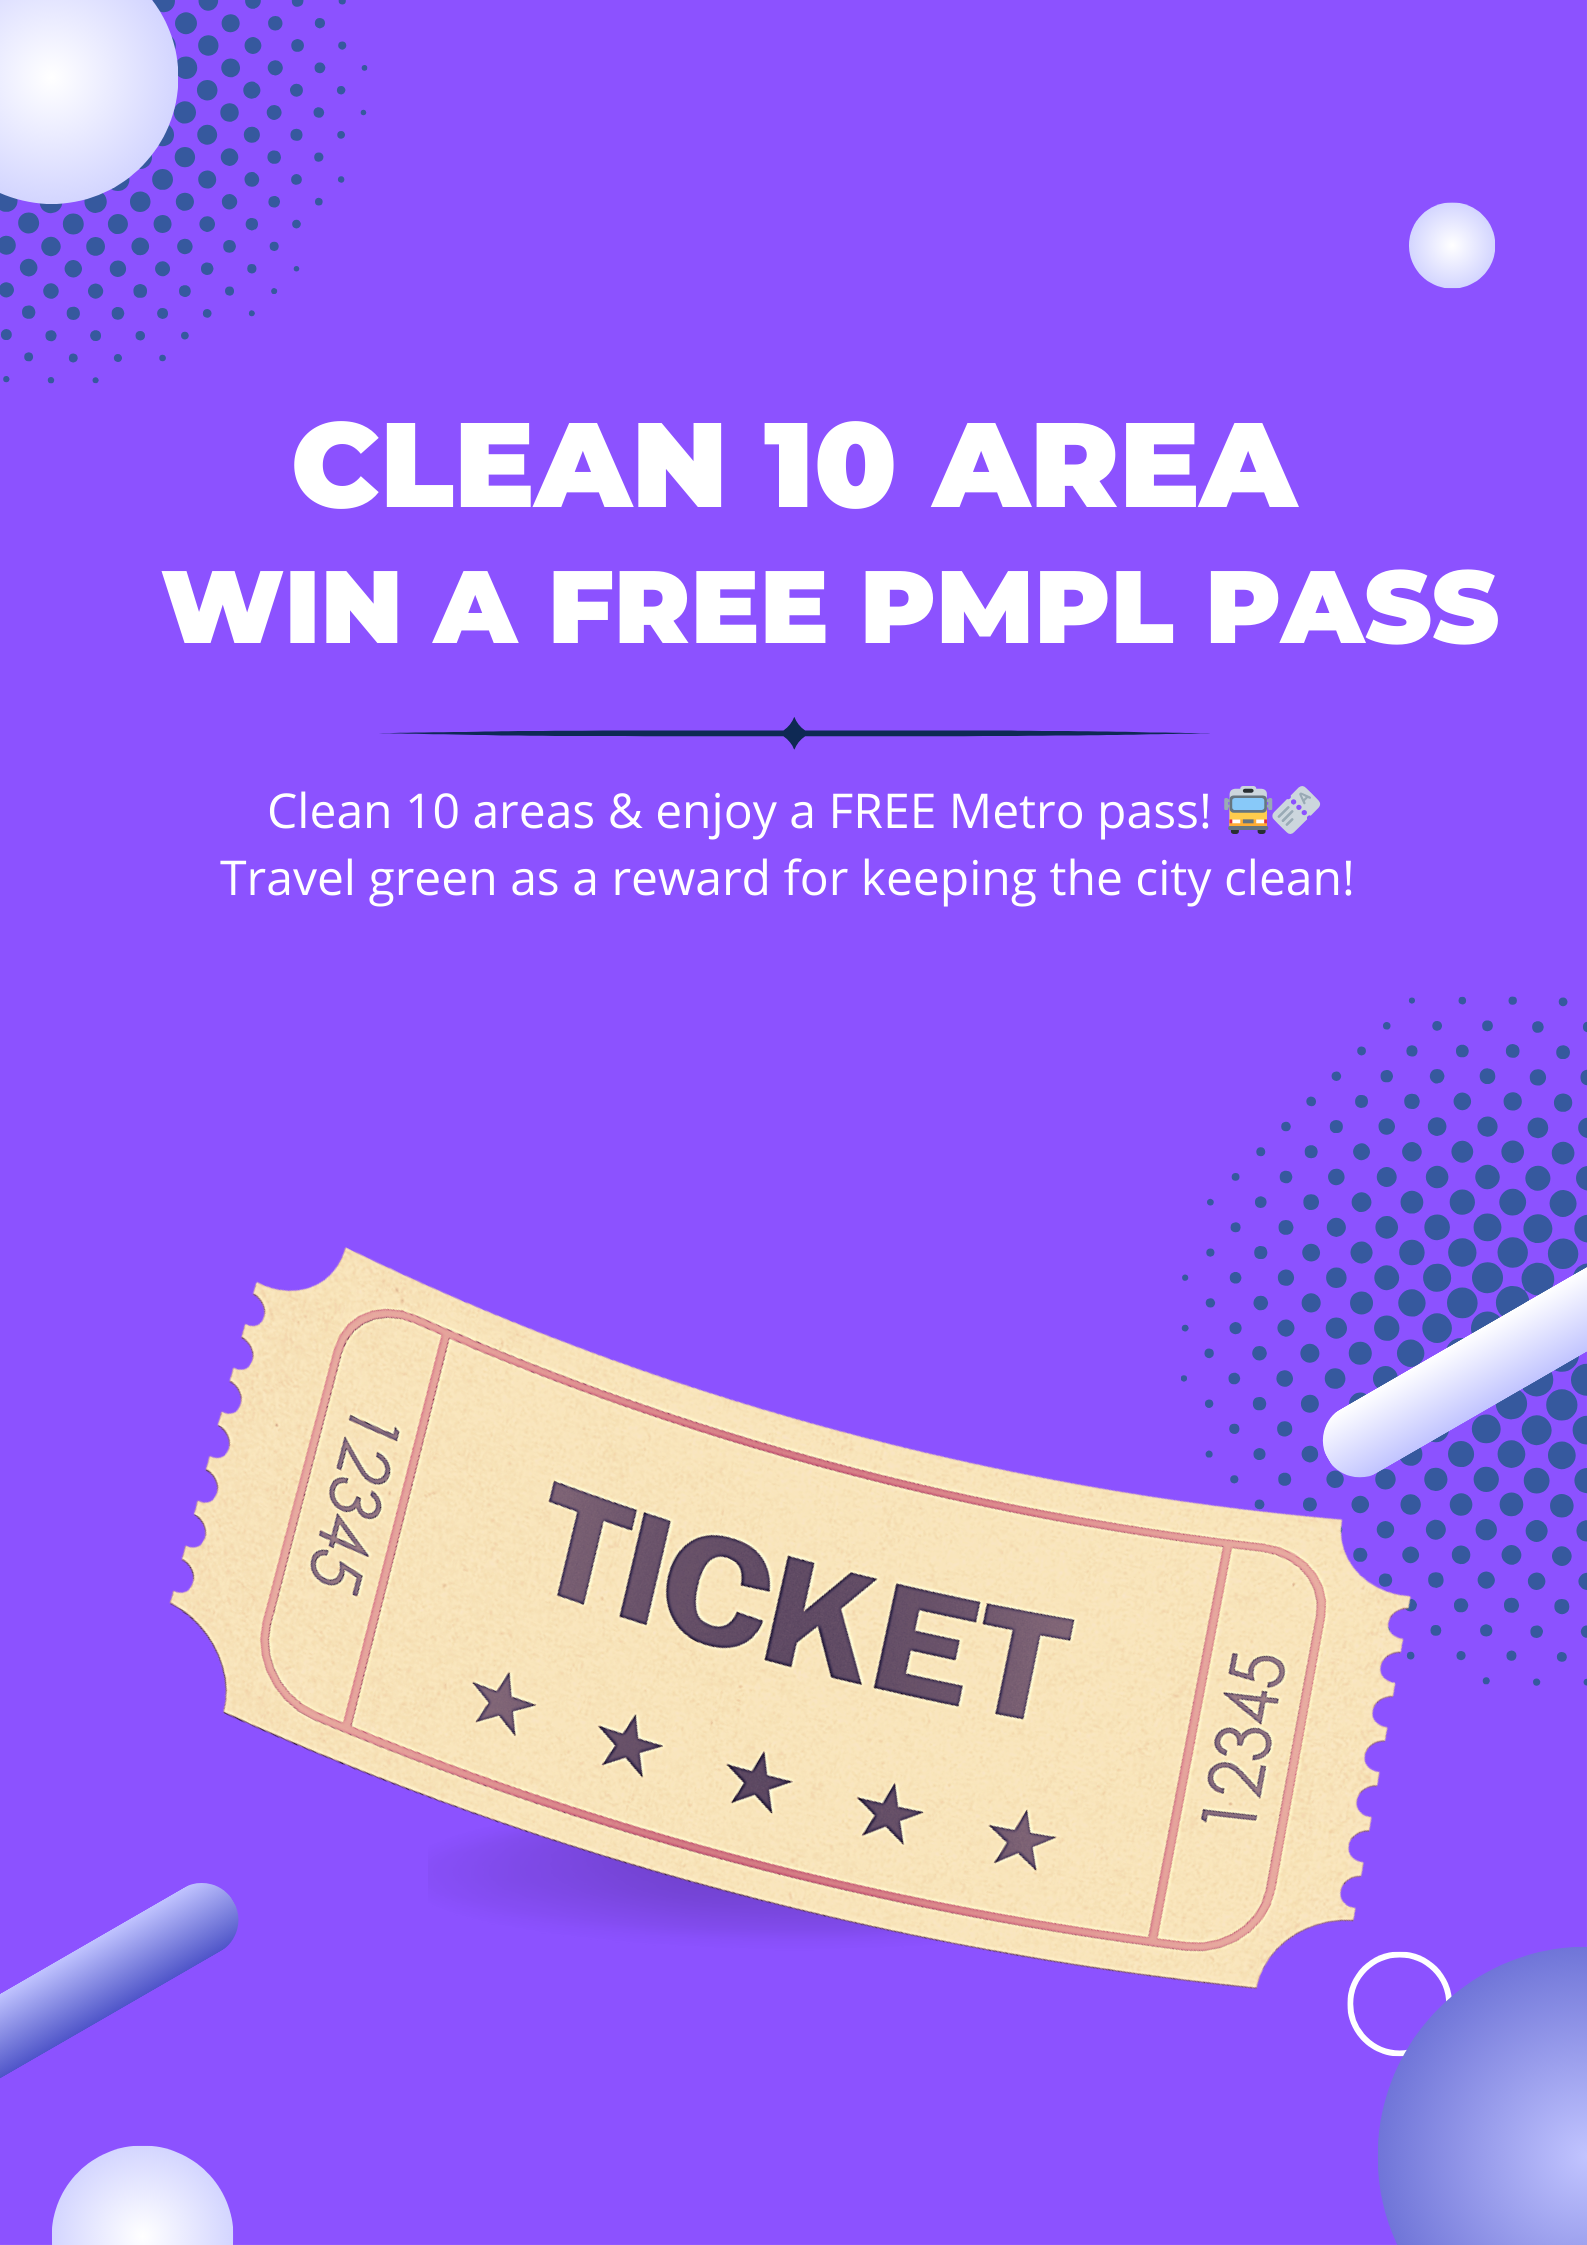 CLEAN 10 AREA
WIN A FREE PMPL PASS
Clean 10 areas & enjoy a FREE Metro pass! 🚍🎟
Travel green as a reward for keeping the city clean!
12345
TICKET
12345